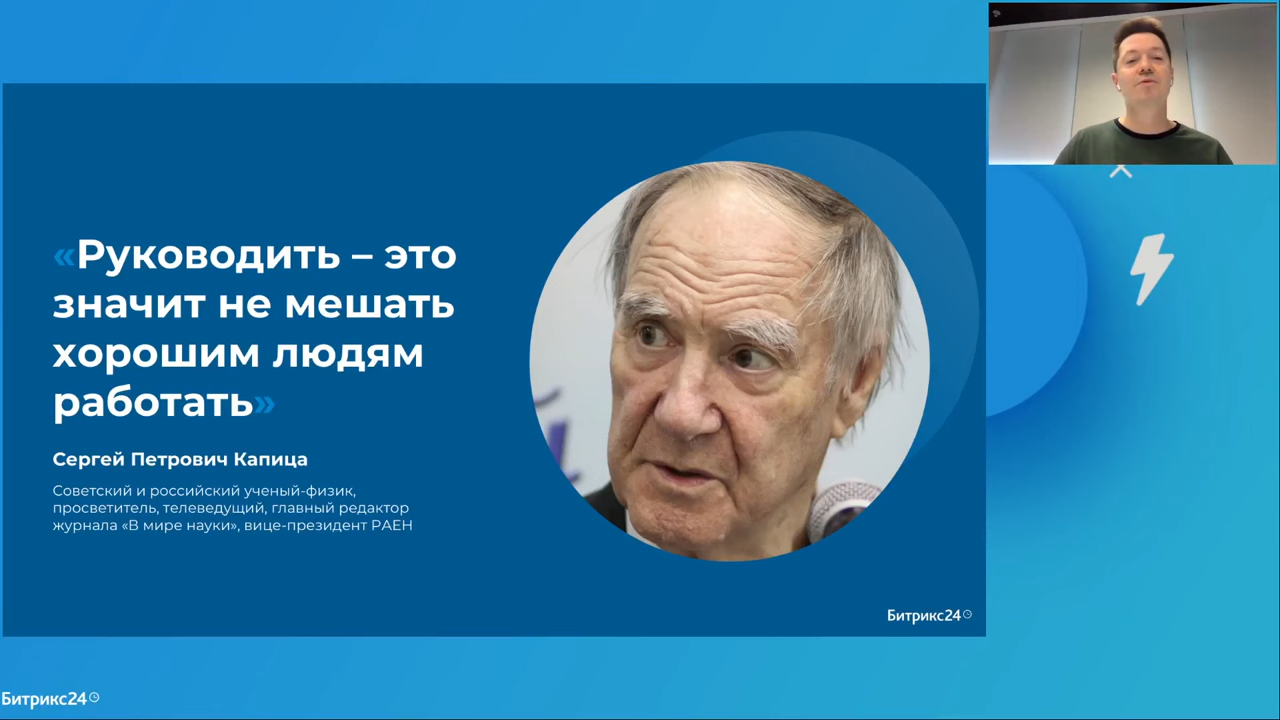 «Руководить – это
значит не мешать
хорошим людям
работать»
Сергей Петрович Капица
Советский и российский ученый-физик,
просветитель, телеведущий, главный редактор
журнала «В мире науки», вице-президент РАЕН
Битрикс24
Битрикс24